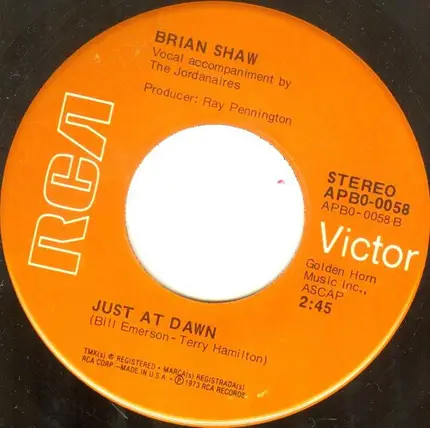 BRIAN SHAW
Vocal accompaniment by
The Jordanaires
Producer: Ray Pennington
RCA
STEREO
APBO-0058
APBO-0058-B
Victor
Golden Horn
Music Inc.,
ASCAP
2:45
JUST AT DAWN
(Bill Emerson-Terry Hamilton)
TMK(s) ® REGISTERED • MARCA(s) REGISTRADA(s)
RCA CORP.-MADE IN U.S.A. • ℗ 1973 RCA RECORDS